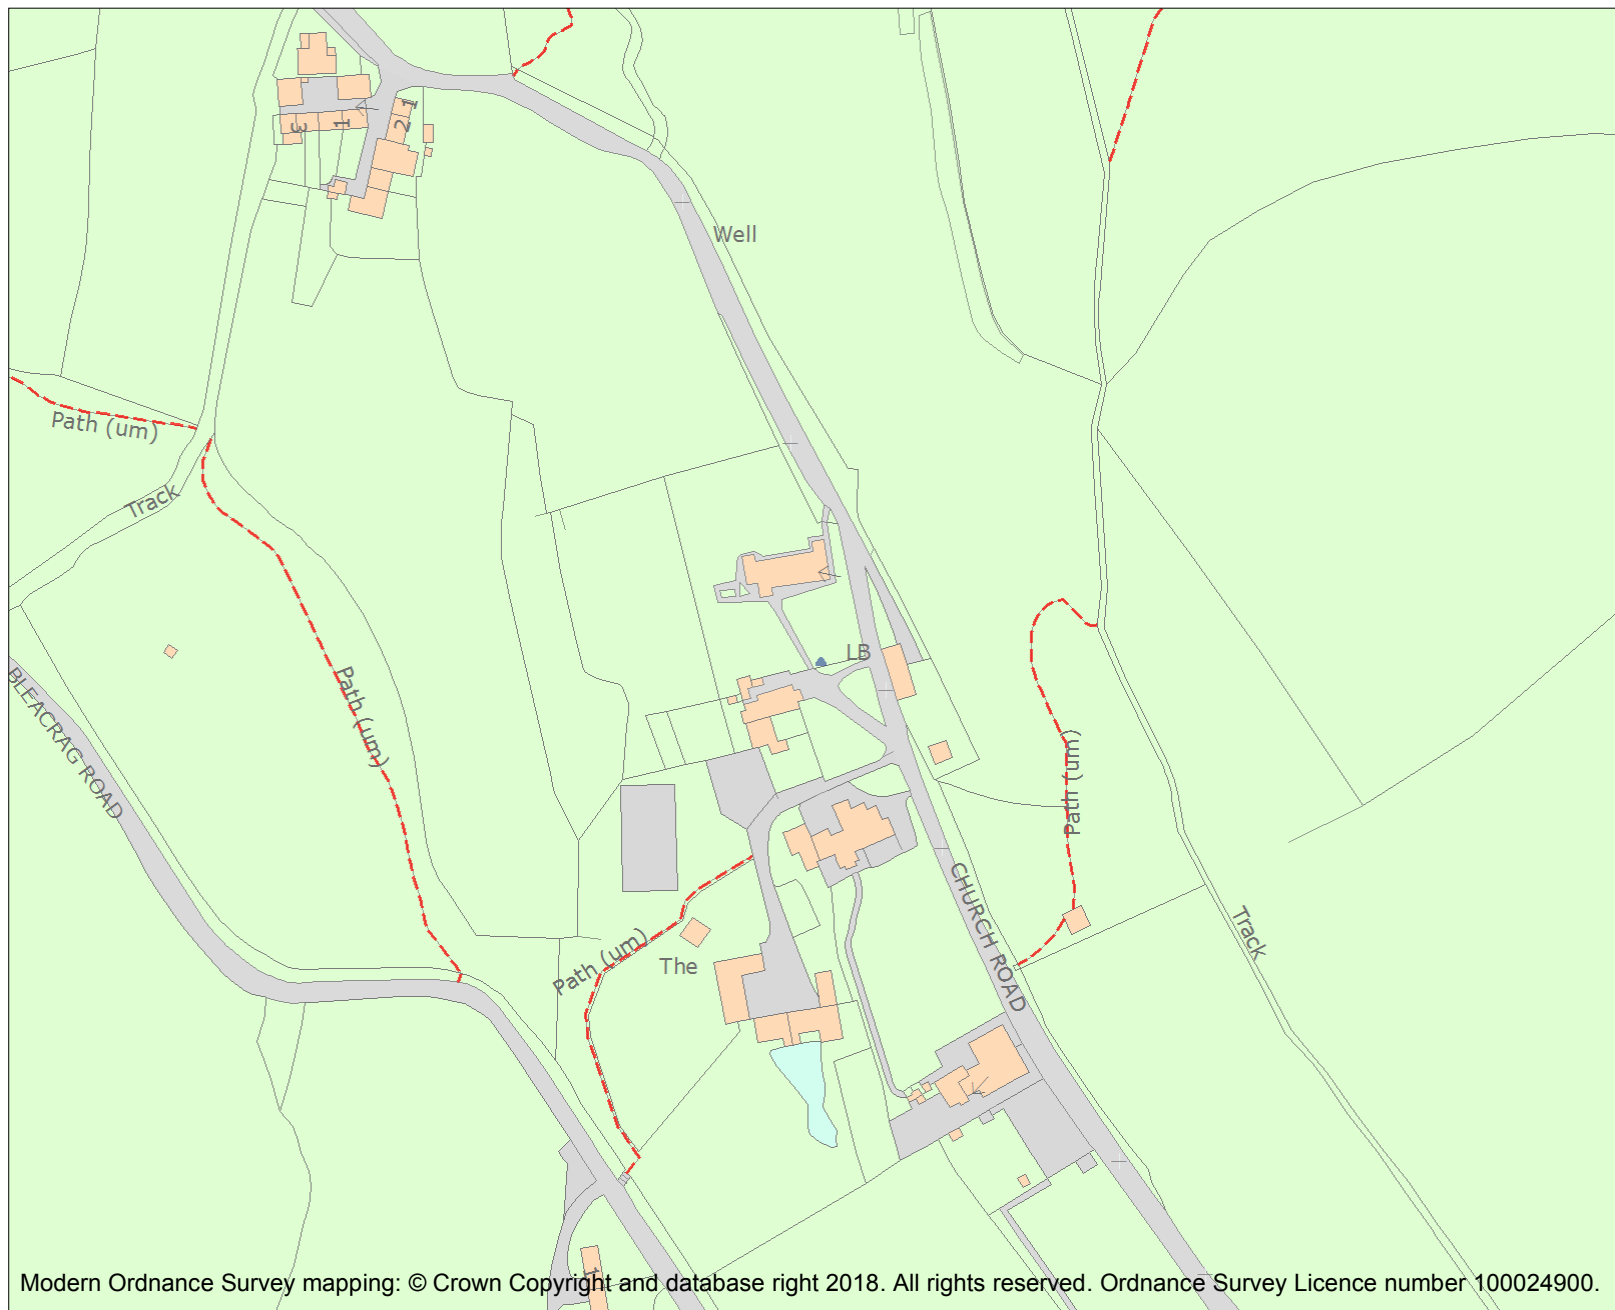 1
2
3
1
Well
Path (um)
Track
LB
Path (um)
BLEACRAG ROAD
Path (um)
CHURCH ROAD
Track
Path (um)
The
1
Modern Ordnance Survey mapping: © Crown Copyright and database right 2018. All rights reserved. Ordnance Survey Licence number 100024900.